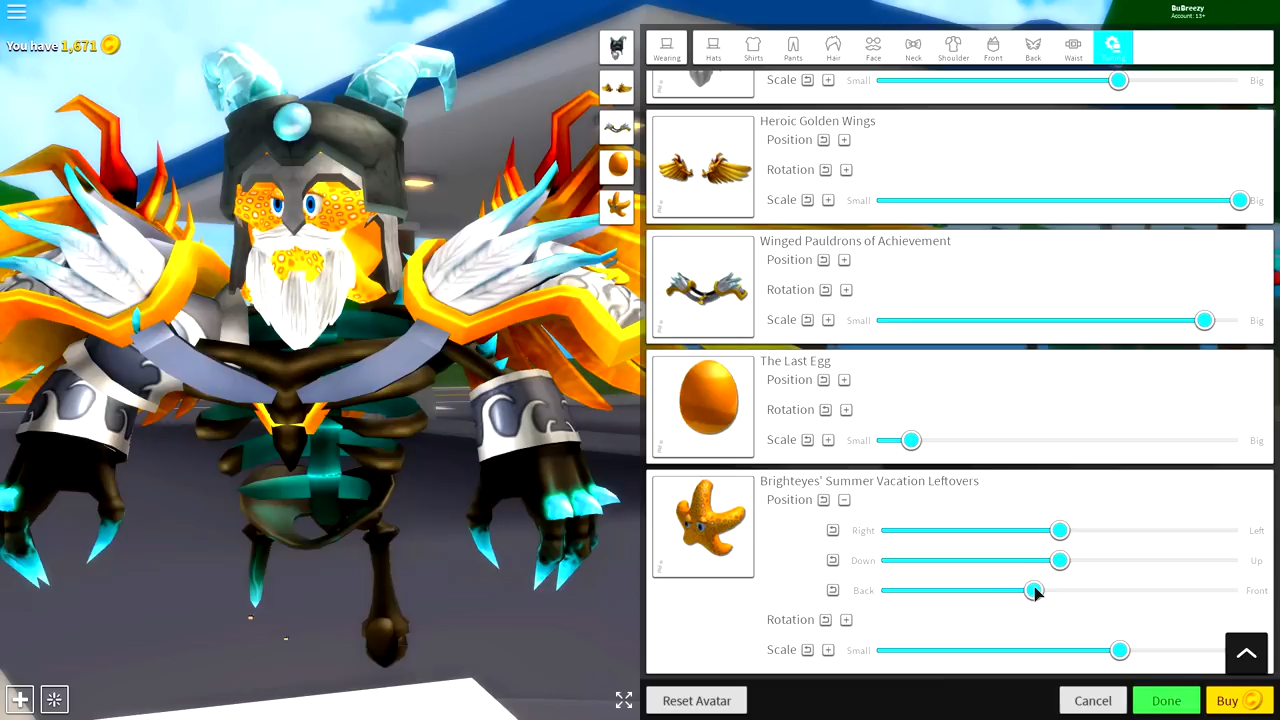 BuBreezy
Account: 13+
You have 1,671
Wearing Hats Shirts Pants Hair Face Neck Shoulder Front Back Waist
Scale Small Big
Heroic Golden Wings
Position
Rotation
Scale Small Big
Winged Pauldrons of Achievement
Position
Rotation
Scale Small Big
The Last Egg
Position
Rotation
Scale Small Big
Brighteyes' Summer Vacation Leftovers
Position
Right Left
Down Up
Back Front
Rotation
Scale Small
Reset Avatar Cancel Done Buy